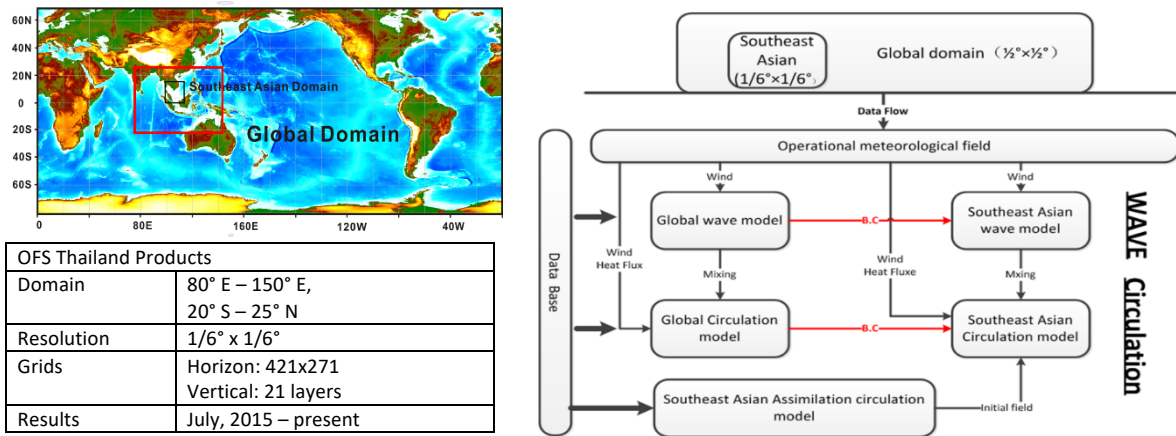 60N
40N
20N
0
20S
40S
60S
80E
160E
120W
40W
Southeast Asian Domain
Global Domain
OFS Thailand Products
Domain
80° E – 150° E,
20° S – 25° N
Resolution
1/6° x 1/6°
Grids
Horizon: 421x271
Vertical: 21 layers
Results
July, 2015 – present
Southeast
Asian
(1/6°×1/6°)
Global domain（½°×½°）
Data Flow
Operational meteorological field
Data Base
Wind
Wind
Global wave model
B.C
Southeast Asian
wave model
Wind
Heat Flux
Wind
Heat Fluxe
Mixing
Mxing
Global Circulation
model
B.C
Southeast Asian
Circulation model
Southeast Asian Assimilation circulation
model
Initial field
WAVE Circulation